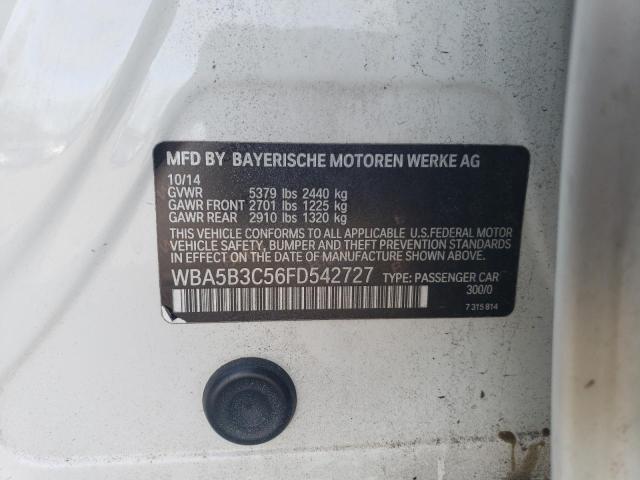 MFD BY BAYERISCHE MOTOREN WERKE AG
10/14
GVWR 5379 lbs 2440 kg
GAWR FRONT 2701 lbs 1225 kg
GAWR REAR 2910 lbs 1320 kg
THIS VEHICLE CONFORMS TO ALL APPLICABLE U.S.FEDERAL MOTOR
VEHICLE SAFETY, BUMPER AND THEFT PREVENTION STANDARDS
IN EFFECT ON THE DATE OF MANUFACTURE SHOWN ABOVE.
WBA5B3C56FD542727 TYPE: PASSENGER CAR
300/0
7 315 814